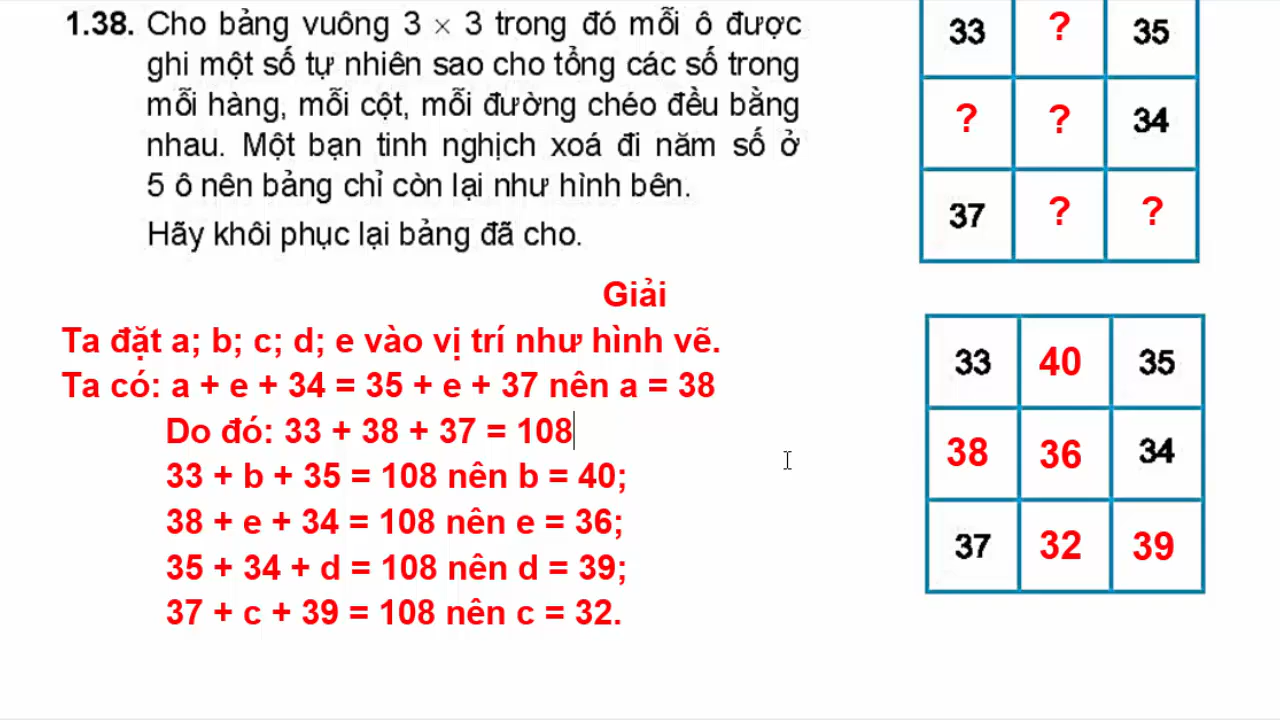 1.38. Cho bảng vuông 3 × 3 trong đó mỗi ô được
ghi một số tự nhiên sao cho tổng các số trong
mỗi hàng, mỗi cột, mỗi đường chéo đều bằng
nhau. Một bạn tinh nghịch xoá đi năm số ở
5 ô nên bảng chỉ còn lại như hình bên.
Hãy khôi phục lại bảng đã cho.
33 ? 35
? ? 34
37 ? ?
Giải
Ta đặt a; b; c; d; e vào vị trí như hình vẽ.
Ta có: a + e + 34 = 35 + e + 37 nên a = 38
Do đó: 33 + 38 + 37 = 108
33 + b + 35 = 108 nên b = 40;
38 + e + 34 = 108 nên e = 36;
35 + 34 + d = 108 nên d = 39;
37 + c + 39 = 108 nên c = 32.
33 40 35
38 36 34
37 32 39